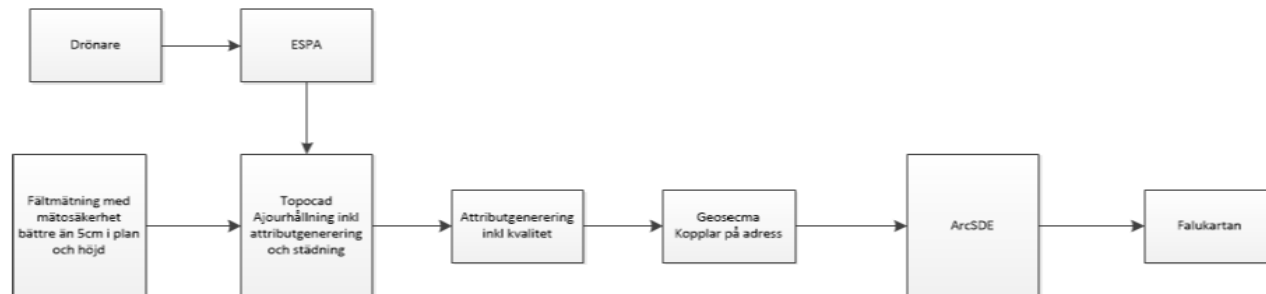 Drönare
ESPA
Fältmätning med
mätosäkerhet
bättre än 5cm i plan
och höjd
Topocad
Ajourhållning inkl
attributgenerering
och städning
Attributgenerering
inkl kvalitet
Geosecma
Kopplar på adress
ArcSDE
Falukartan